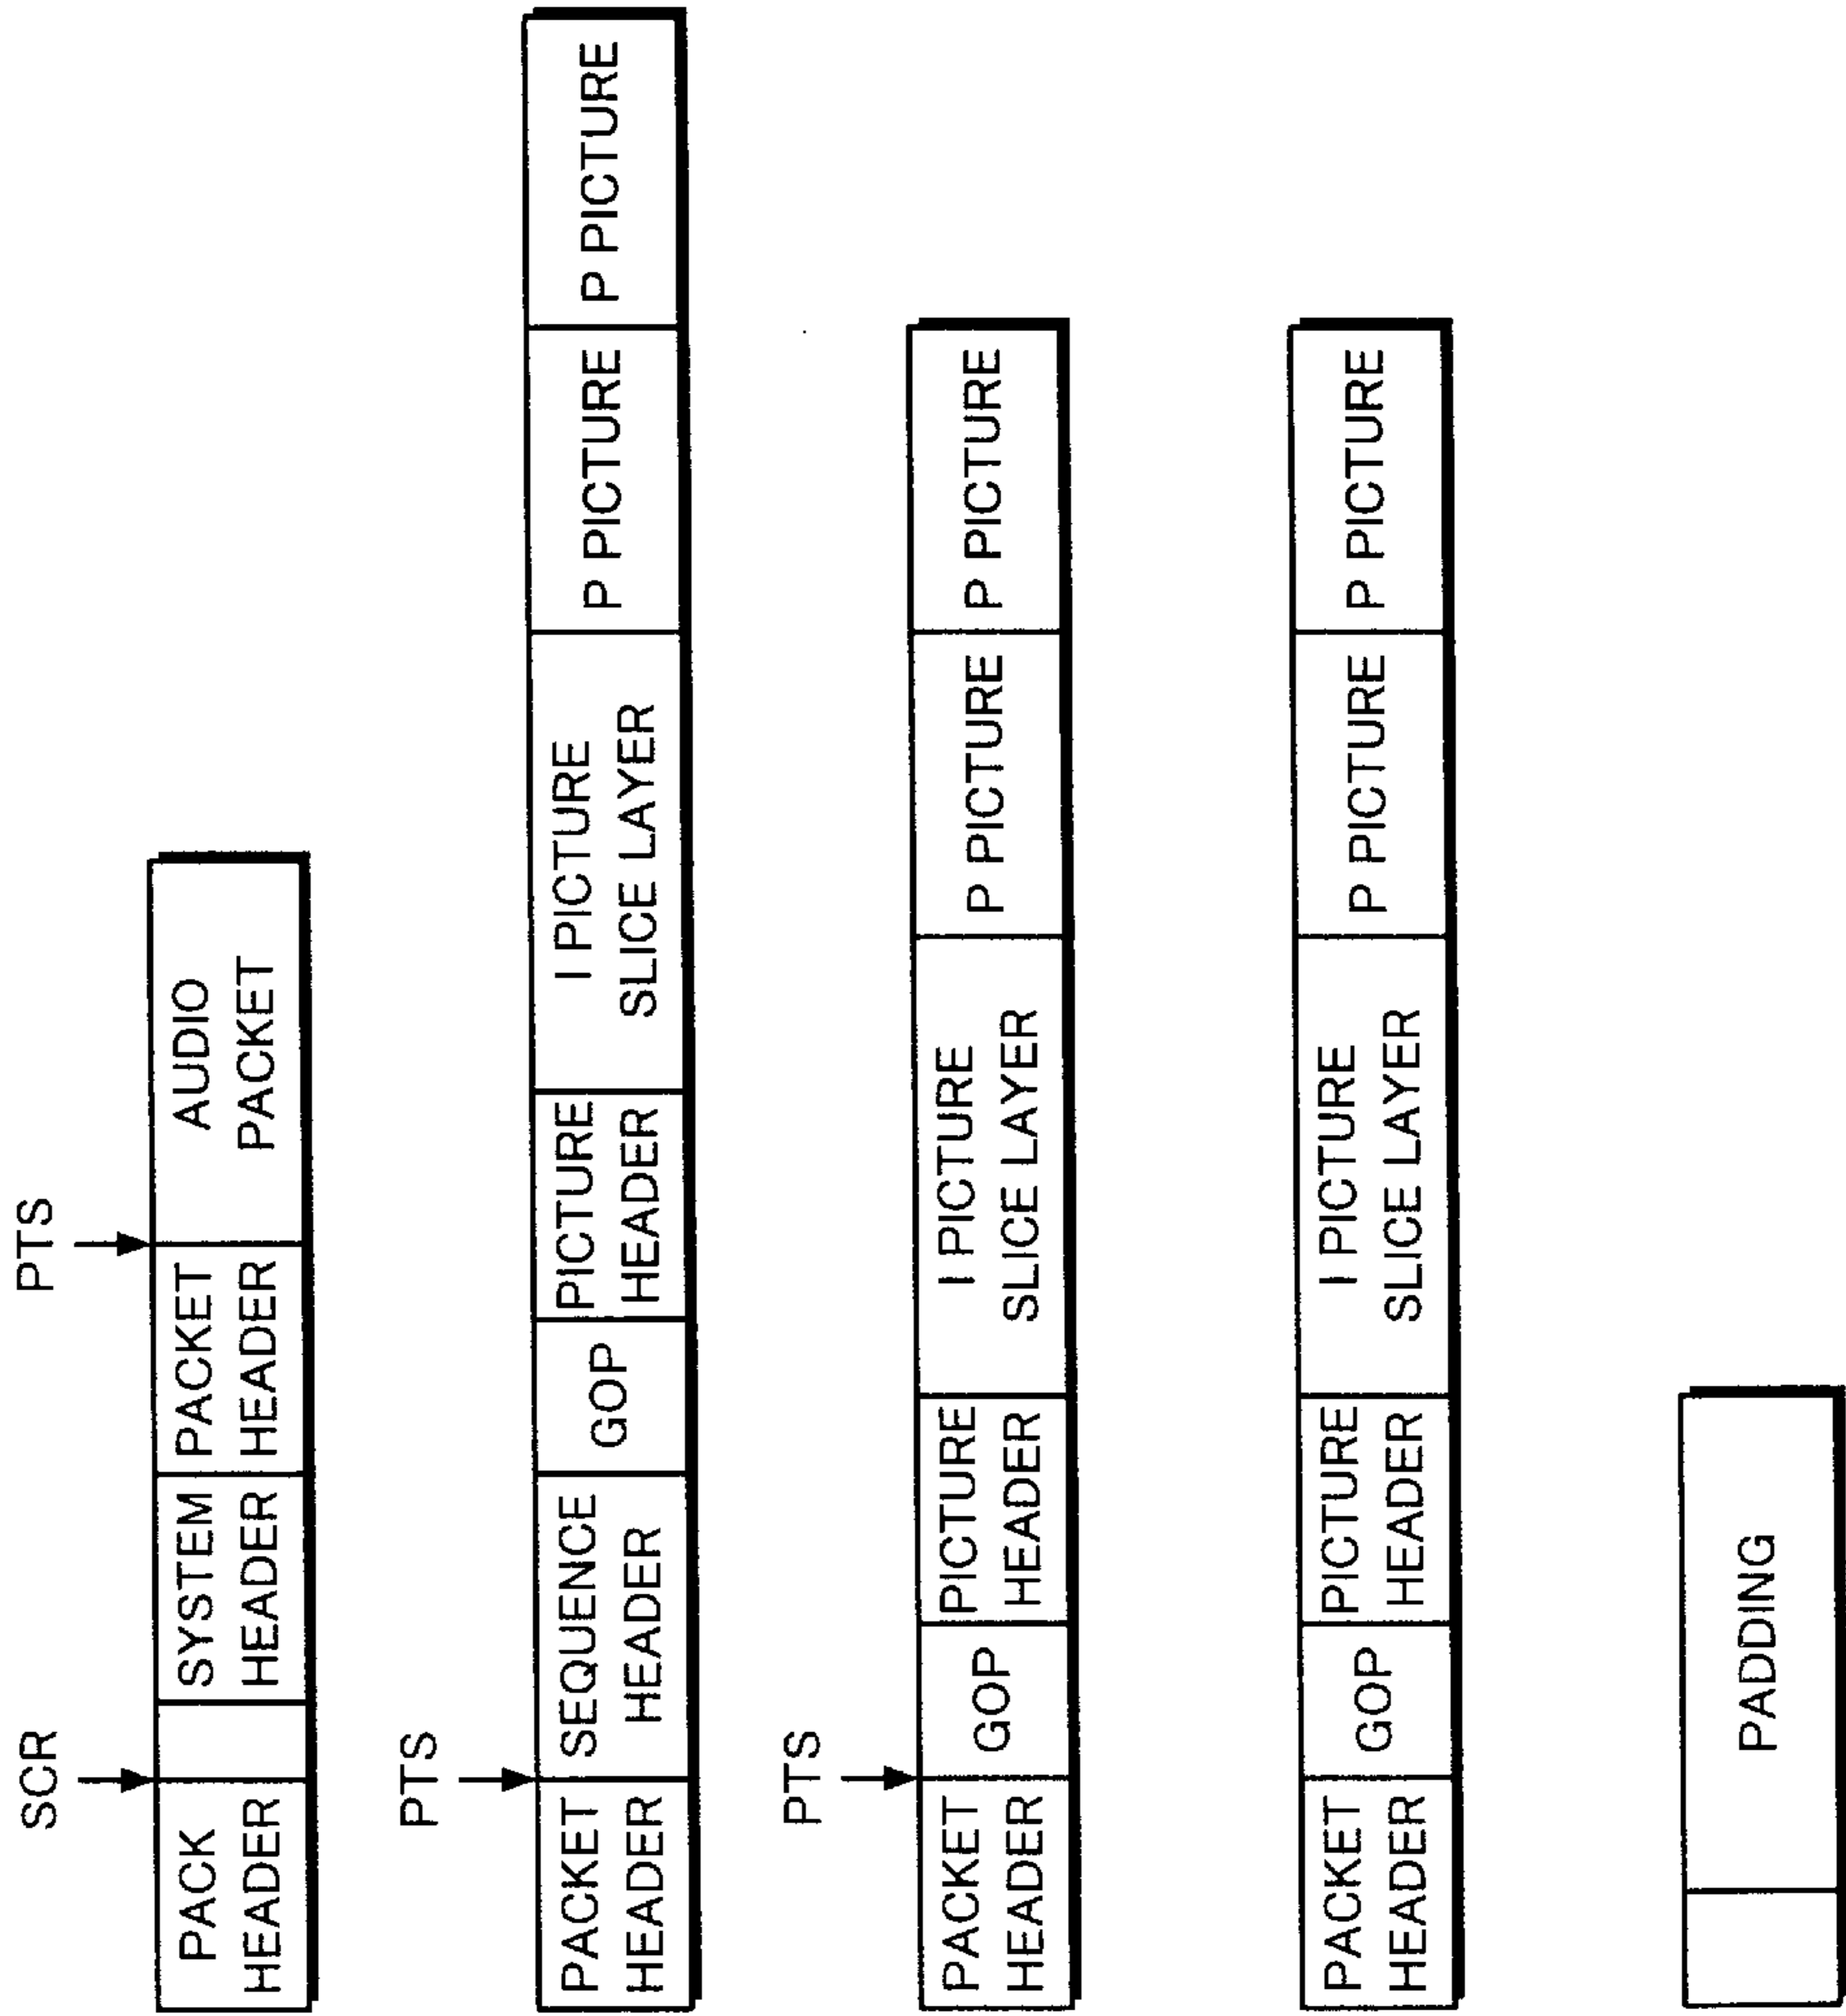 SCR
PTS
PACK
HEADER
SYSTEM
HEADER
PACKET
HEADER
AUDIO
PACKET
PTS
PACKET
HEADER
SEQUENCE
HEADER
GOP
PICTURE
HEADER
I PICTURE
SLICE LAYER
P PICTURE
P PICTURE
PTS
PACKET
HEADER
GOP
PICTURE
HEADER
I PICTURE
SLICE LAYER
P PICTURE
P PICTURE
PACKET
HEADER
GOP
PICTURE
HEADER
I PICTURE
SLICE LAYER
P PICTURE
P PICTURE
PADDING